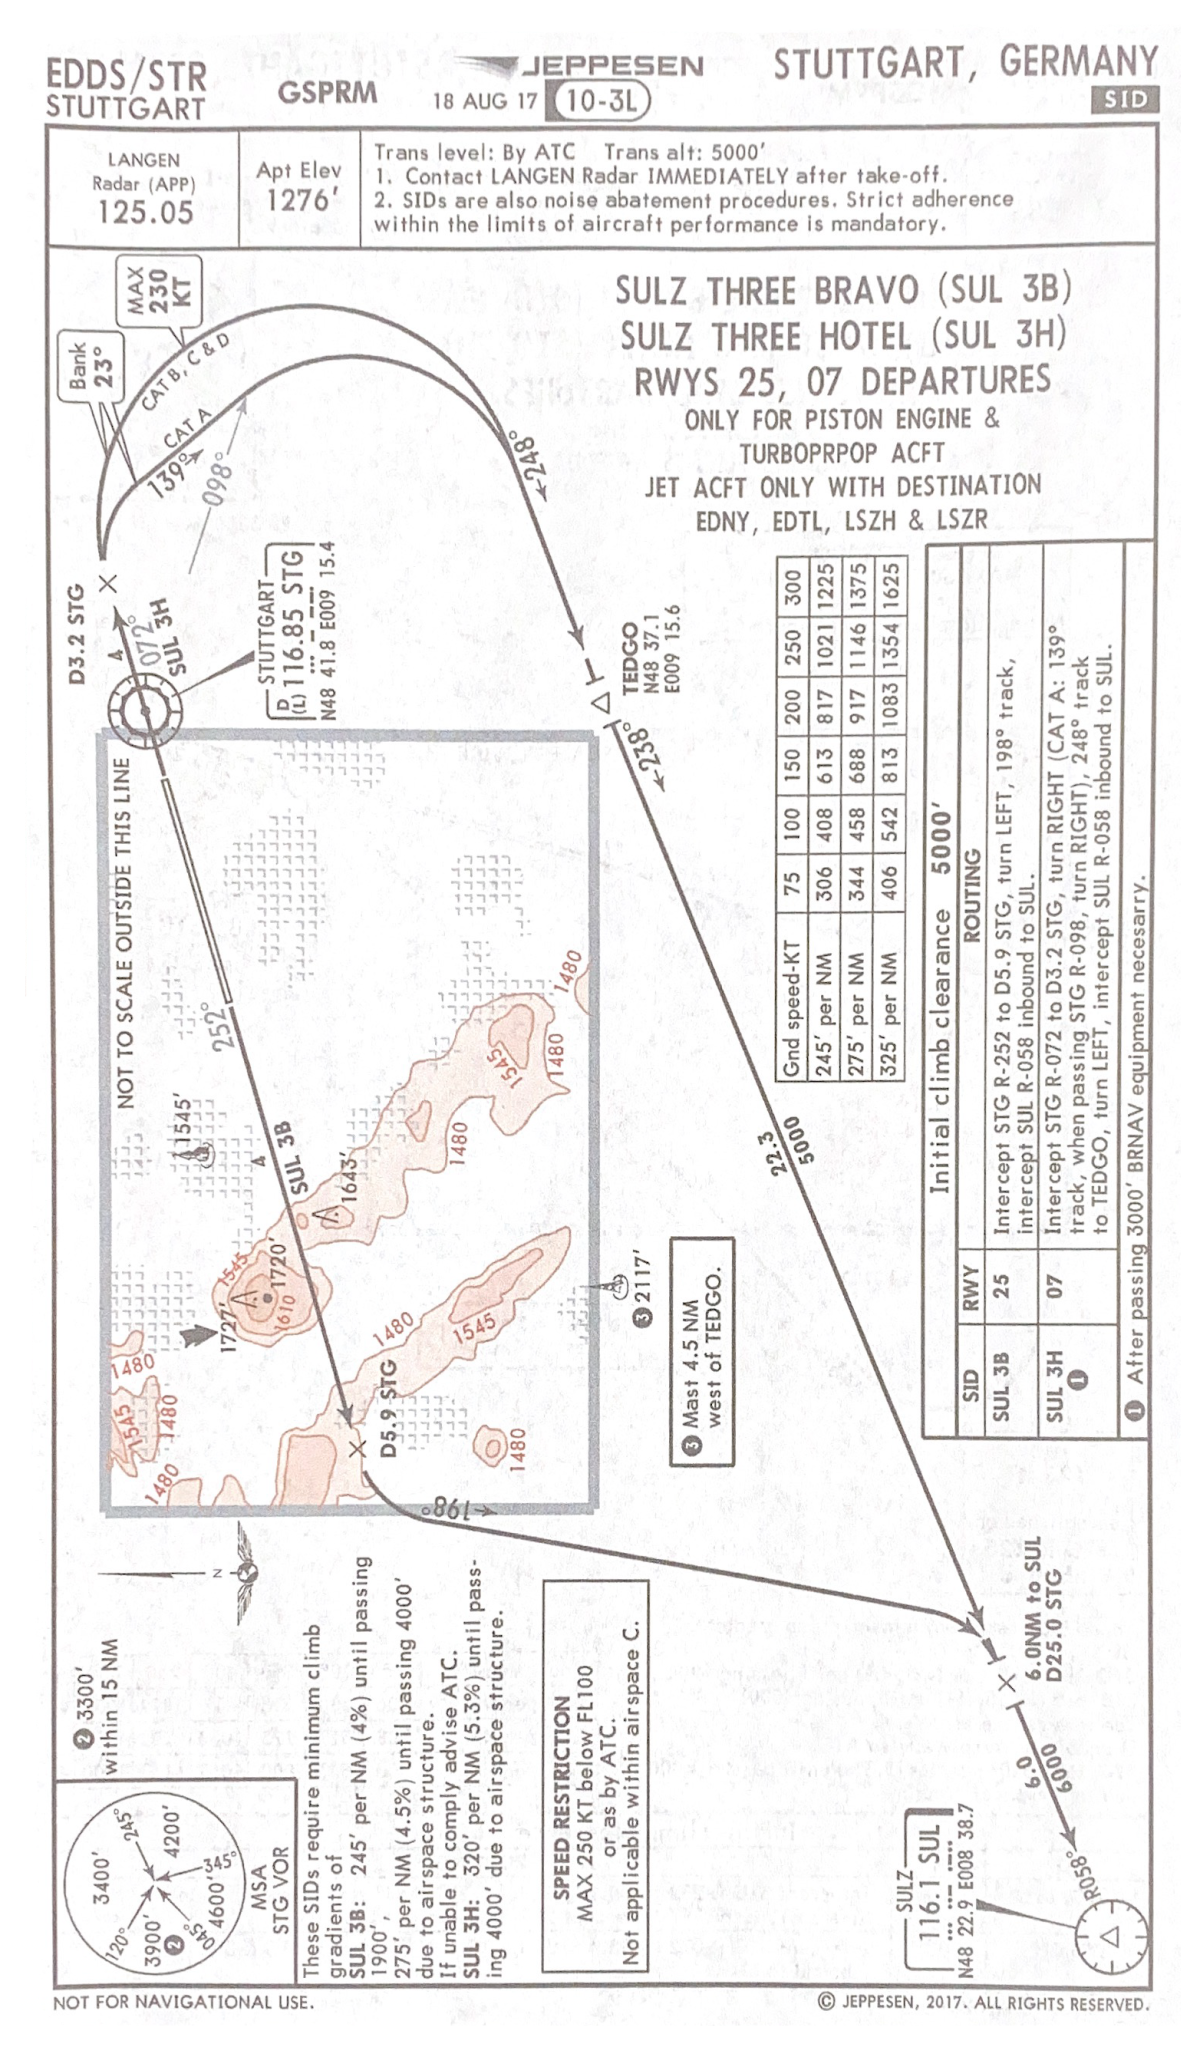 EDDS/STR
STUTTGART
GSPRM
JEPPESEN
18 AUG 17
10-3L
STUTTGART, GERMANY
SID
LANGEN
Radar (APP)
125.05
Apt Elev
1276'
Trans level: By ATC Trans alt: 5000'
1. Contact LANGEN Radar IMMEDIATELY after take-off.
2. SIDs are also noise abatement procedures. Strict adherence
within the limits of aircraft performance is mandatory.
SULZ THREE BRAVO (SUL 3B)
SULZ THREE HOTEL (SUL 3H)
RWYS 25, 07 DEPARTURES
ONLY FOR PISTON ENGINE &
TURBOPRPOP ACFT
JET ACFT ONLY WITH DESTINATION
EDNY, EDTL, LSZH & LSZR
MAX
230
KT
Bank
23°
CAT B, C & D
CAT A
139°
098°
248°
D3.2 STG
4
072°
SUL 3H
STUTTGART
D
(L) 116.85 STG
N48 41.8 E009 15.4
TEDGO
N48 37.1
E009 15.6
238°
NOT TO SCALE OUTSIDE THIS LINE
252°
1545'
4
SUL 3B
1643'
1720'
1727'
1545
1610
1480
1545
1480
1480
1480
1545
1480
1545
1480
1480
1480
1480
D5.9 STG
198°
3 2117'
3 Mast 4.5 NM
west of TEDGO.
22.3
5000
Gnd speed-KT 75 100 150 200 250 300
245' per NM 306 408 613 817 1021 1225
275' per NM 344 458 688 917 1146 1375
325' per NM 406 542 813 1083 1354 1625
Initial climb clearance 5000'
SID RWY ROUTING
SUL 3B 25 Intercept STG R-252 to D5.9 STG, turn LEFT, 198° track,
intercept SUL R-058 inbound to SUL.
SUL 3H 07 Intercept STG R-072 to D3.2 STG, turn RIGHT (CAT A: 139°
1 track, when passing STG R-098, turn RIGHT), 248° track
to TEDGO, turn LEFT, intercept SUL R-058 inbound to SUL.
1 After passing 3000' BRNAV equipment necesarry.
N
2 3300'
within 15 NM
3400'
245°
4200'
345°
4600'
045°
2
3900'
120°
MSA
STG VOR
These SIDs require minimum climb
gradients of
SUL 3B: 245' per NM (4%) until passing
1900',
275' per NM (4.5%) until passing 4000'
due to airspace structure.
If unable to comply advise ATC.
SUL 3H: 320' per NM (5.3%) until pass-
ing 4000' due to airspace structure.
SPEED RESTRICTION
MAX 250 KT below FL100
or as by ATC.
Not applicable within airspace C.
6.0NM to SUL
D25.0 STG
6.0
6000
R058°
SULZ
116.1 SUL
N48 22.9 E008 38.7
NOT FOR NAVIGATIONAL USE.
© JEPPESEN, 2017. ALL RIGHTS RESERVED.